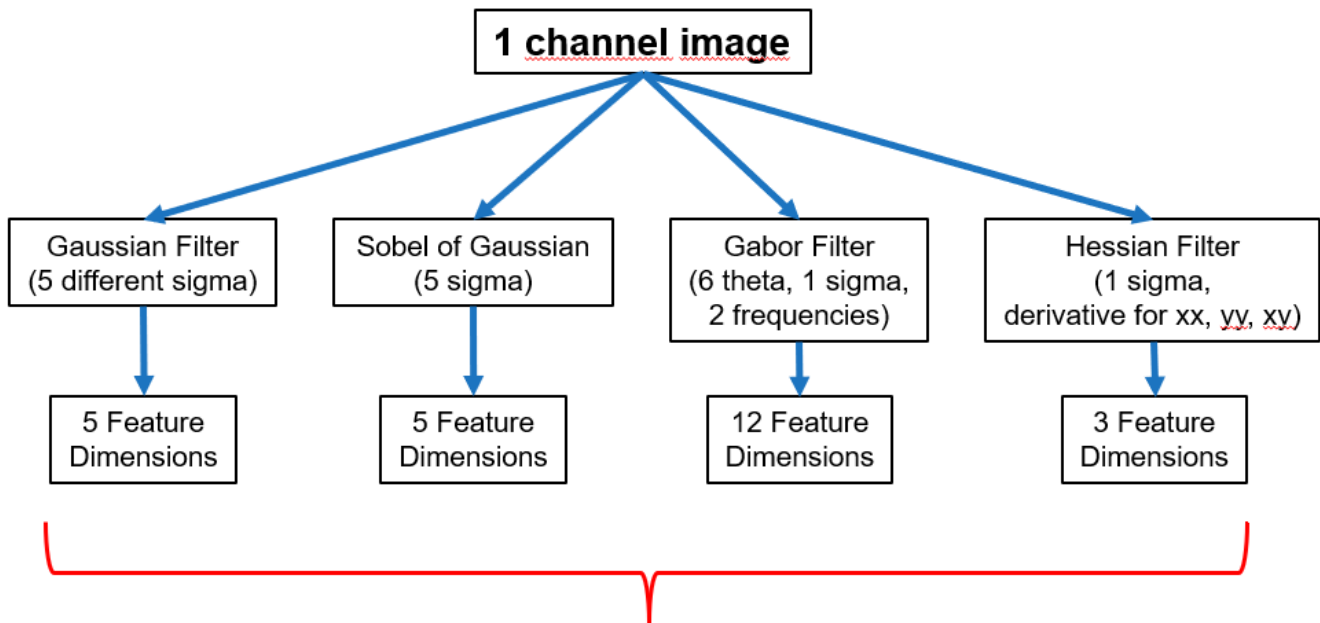 1 channel image
Gaussian Filter
(5 different sigma)
Sobel of Gaussian
(5 sigma)
Gabor Filter
(6 theta, 1 sigma,
2 frequencies)
Hessian Filter
(1 sigma,
derivative for xx, yy, xy)
5 Feature
Dimensions
5 Feature
Dimensions
12 Feature
Dimensions
3 Feature
Dimensions